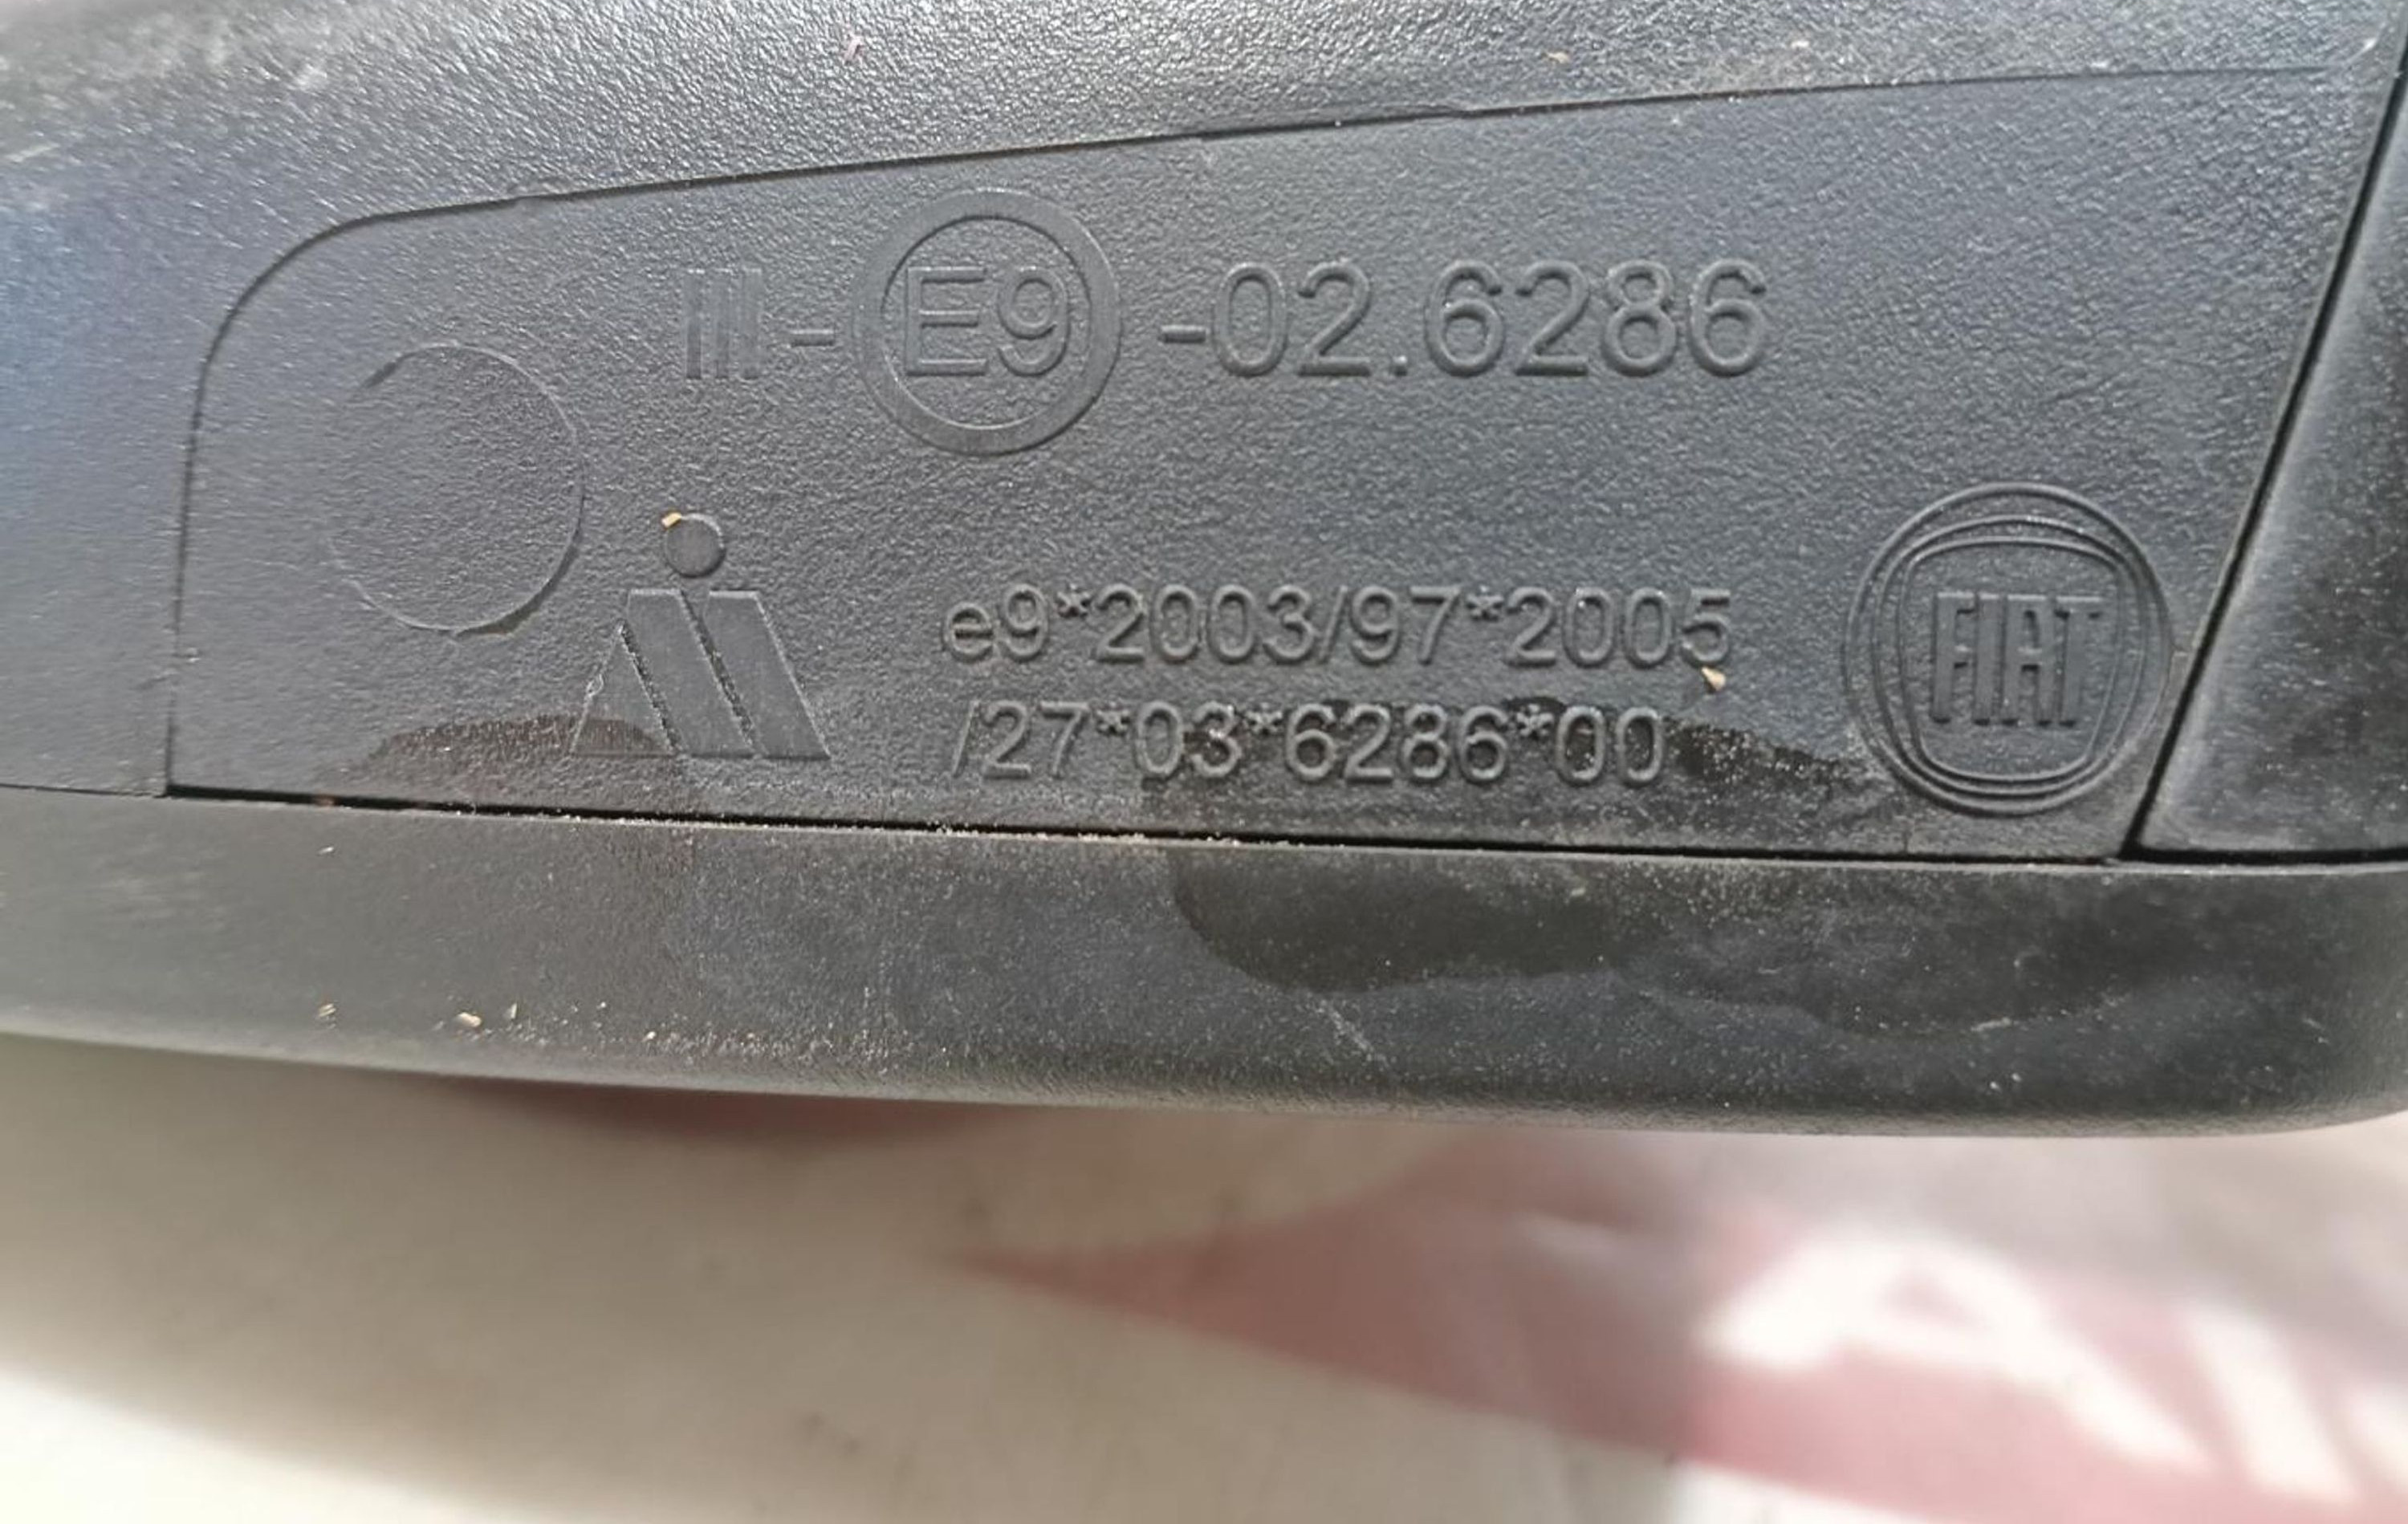 III - E9 -02.6286
e9*2003/97*2005
/27*03*6286*00
FIAT